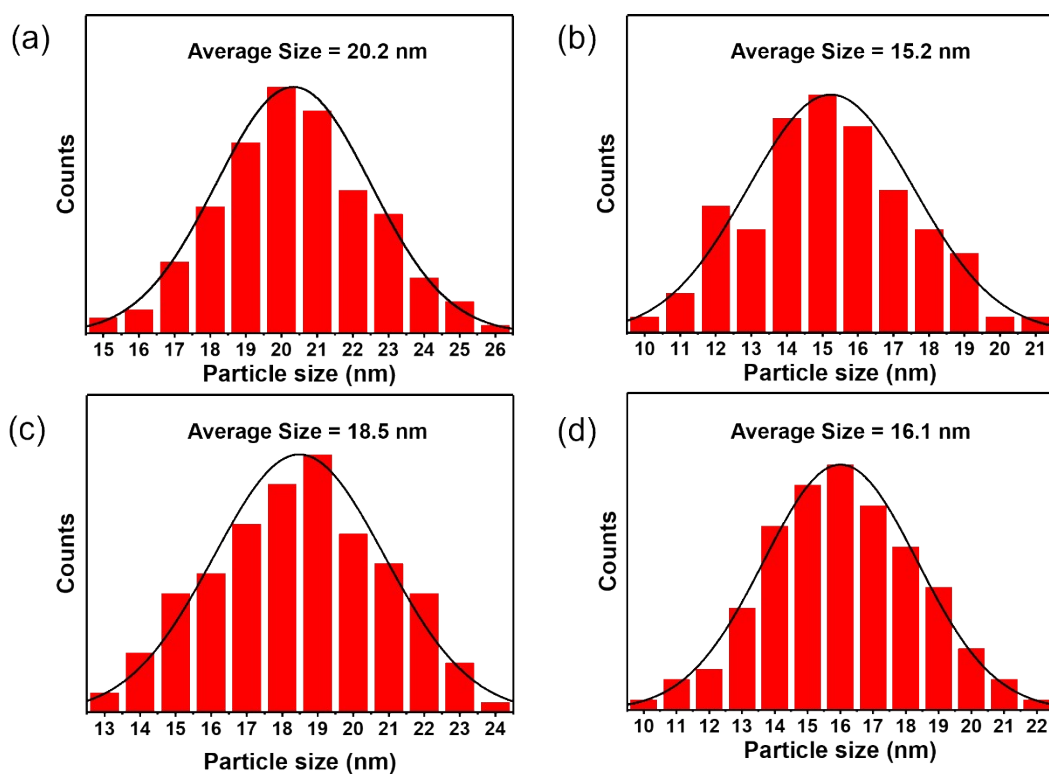 (a)
Average Size = 20.2 nm
Counts
15 16 17 18 19 20 21 22 23 24 25 26
Particle size (nm)
(b)
Average Size = 15.2 nm
Counts
10 11 12 13 14 15 16 17 18 19 20 21
Particle size (nm)
(c)
Average Size = 18.5 nm
Counts
13 14 15 16 17 18 19 20 21 22 23 24
Particle size (nm)
(d)
Average Size = 16.1 nm
Counts
10 11 12 13 14 15 16 17 18 19 20 21 22
Particle size (nm)